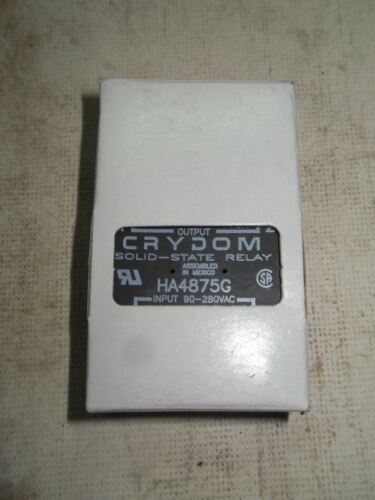 OUTPUT
CRYDOM
SOLID-STATE RELAY
ASSEMBLED
IN MEXICO
HA4875G
INPUT 90-280VAC